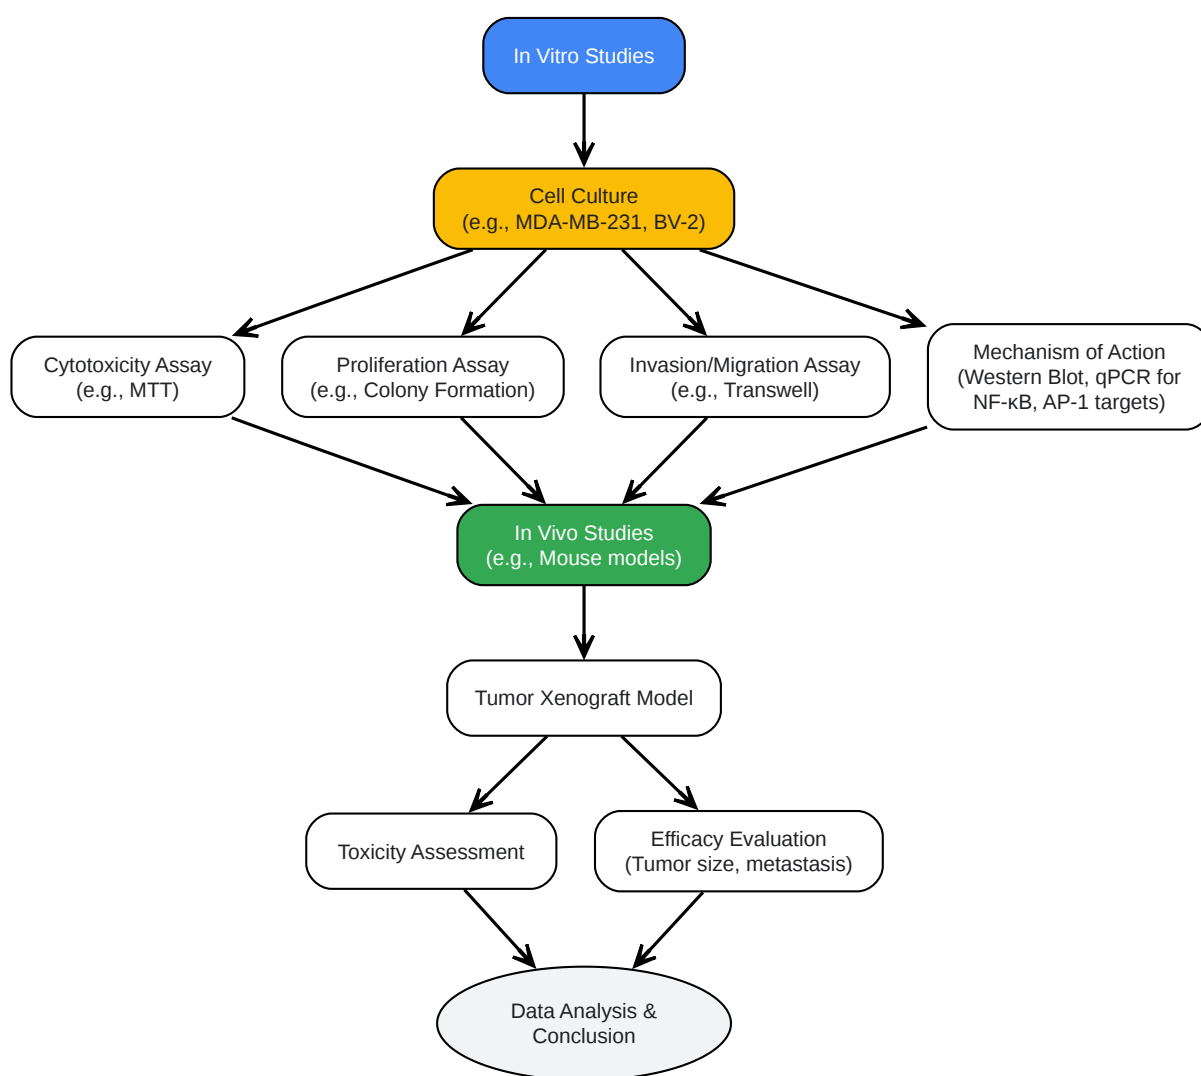 In Vitro Studies
Cell Culture
(e.g., MDA-MB-231, BV-2)
Cytotoxicity Assay
(e.g., MTT)
Proliferation Assay
(e.g., Colony Formation)
Invasion/Migration Assay
(e.g., Transwell)
Mechanism of Action
(Western Blot, qPCR for
NF-κB, AP-1 targets)
In Vivo Studies
(e.g., Mouse models)
Tumor Xenograft Model
Toxicity Assessment
Efficacy Evaluation
(Tumor size, metastasis)
Data Analysis &
Conclusion